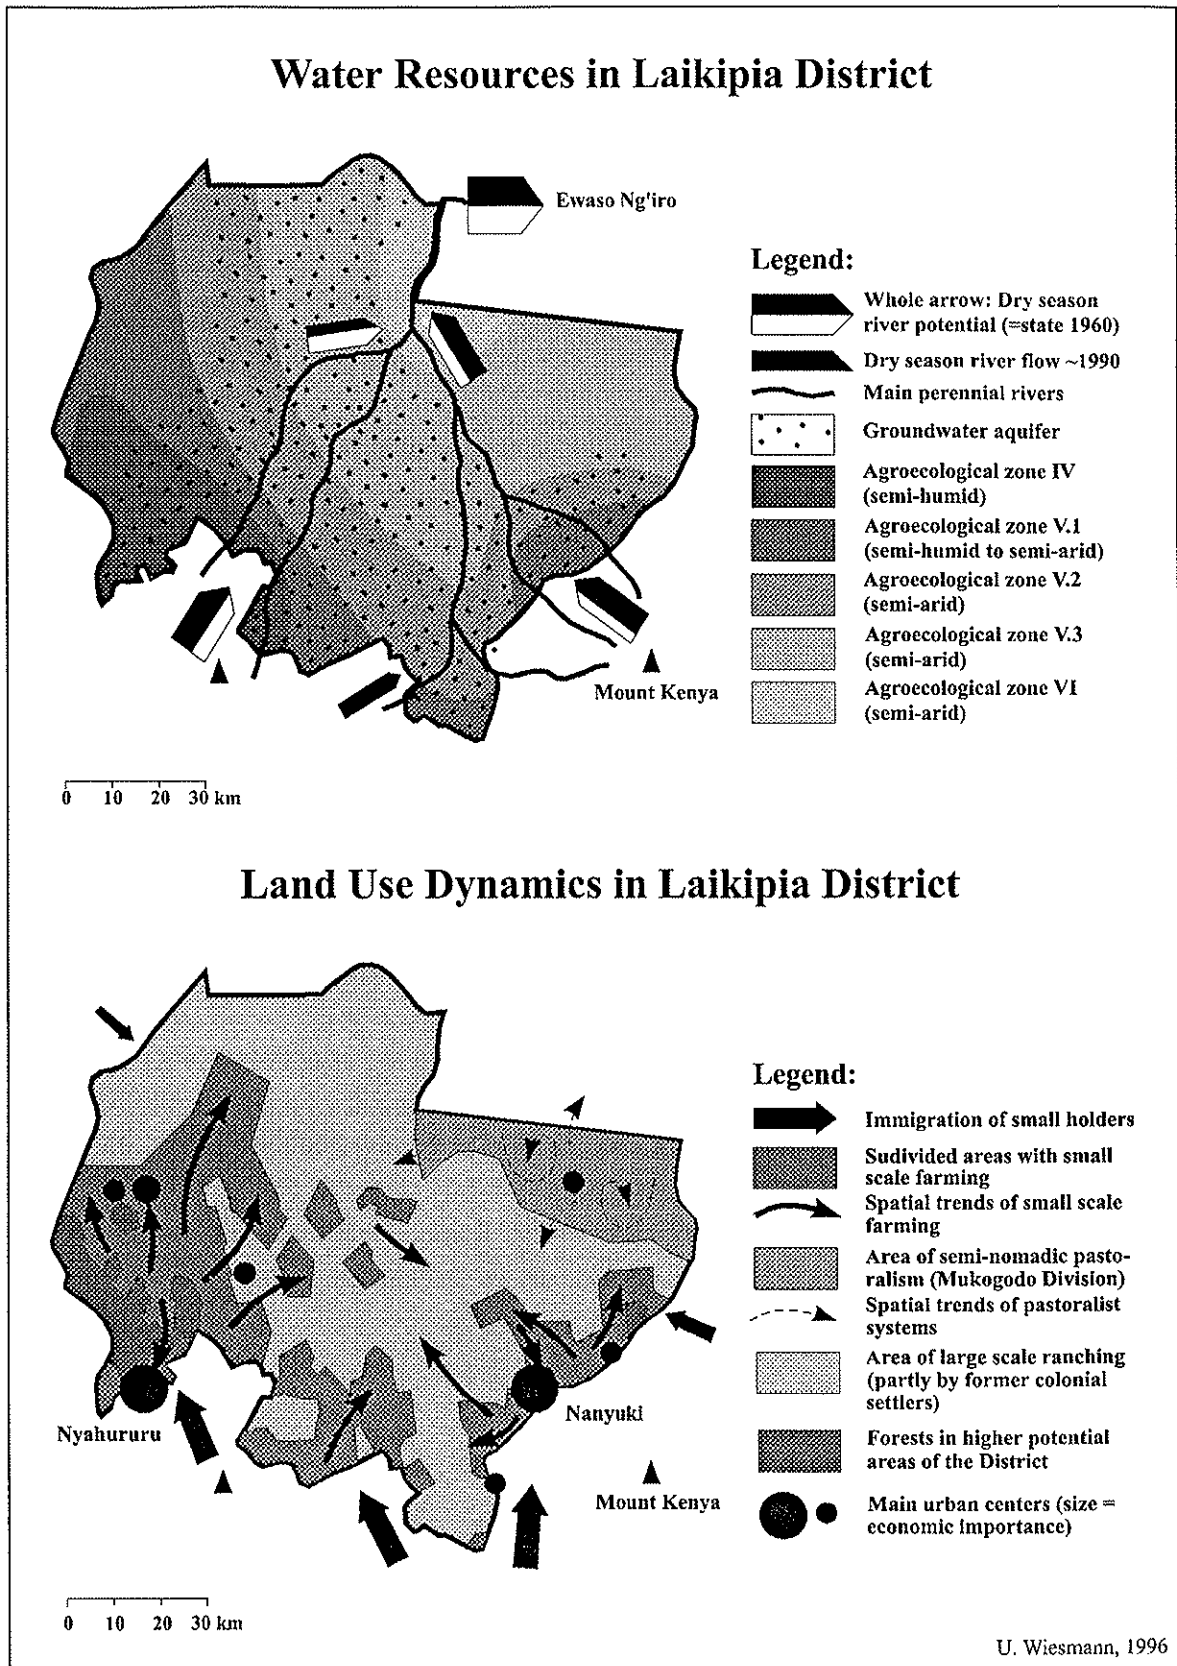 Water Resources in Laikipia District
Ewaso Ng'iro
Legend:
Whole arrow: Dry season
river potential (=state 1960)
Dry season river flow ~1990
Main perennial rivers
Groundwater aquifer
Agroecological zone IV
(semi-humid)
Agroecological zone V.1
(semi-humid to semi-arid)
Agroecological zone V.2
(semi-arid)
Agroecological zone V.3
(semi-arid)
Agroecological zone VI
(semi-arid)
Mount Kenya
0 10 20 30 km
Land Use Dynamics in Laikipia District
Legend:
Immigration of small holders
Sudivided areas with small
scale farming
Spatial trends of small scale
farming
Area of semi-nomadic pasto-
ralism (Mukogodo Division)
Spatial trends of pastoralist
systems
Area of large scale ranching
(partly by former colonial
settlers)
Forests in higher potential
areas of the District
Main urban centers (size =
economic importance)
Nyahururu
Nanyuki
Mount Kenya
0 10 20 30 km
U. Wiesmann, 1996